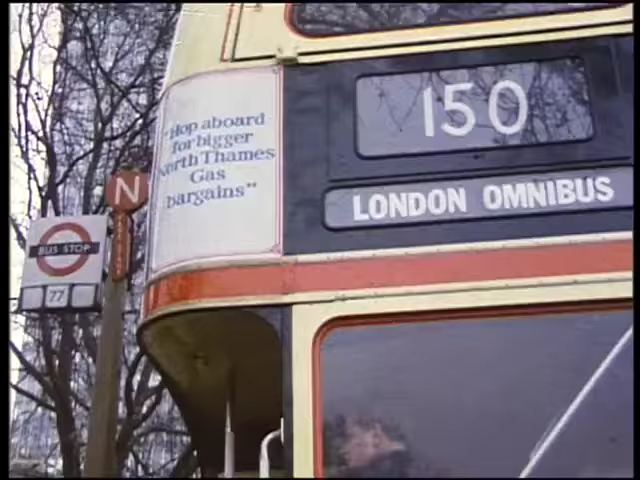 "Hop aboard
for bigger
North Thames
Gas
bargains"
150
LONDON OMNIBUS
N
BUS STOP
77